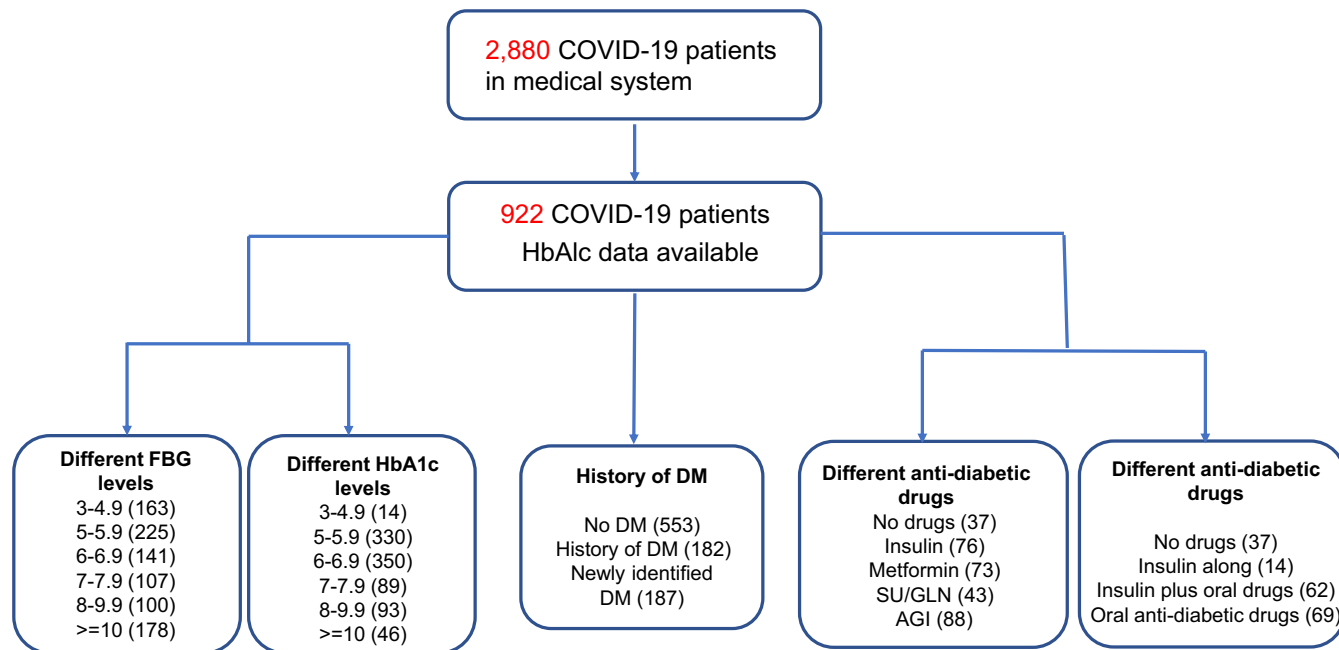 2,880 COVID-19 patients
in medical system
922 COVID-19 patients
HbAlc data available
Different FBG
levels
3-4.9 (163)
5-5.9 (225)
6-6.9 (141)
7-7.9 (107)
8-9.9 (100)
>=10 (178)
Different HbA1c
levels
3-4.9 (14)
5-5.9 (330)
6-6.9 (350)
7-7.9 (89)
8-9.9 (93)
>=10 (46)
History of DM
No DM (553)
History of DM (182)
Newly identified
DM (187)
Different anti-diabetic
drugs
No drugs (37)
Insulin (76)
Metformin (73)
SU/GLN (43)
AGI (88)
Different anti-diabetic
drugs
No drugs (37)
Insulin along (14)
Insulin plus oral drugs (62)
Oral anti-diabetic drugs (69)